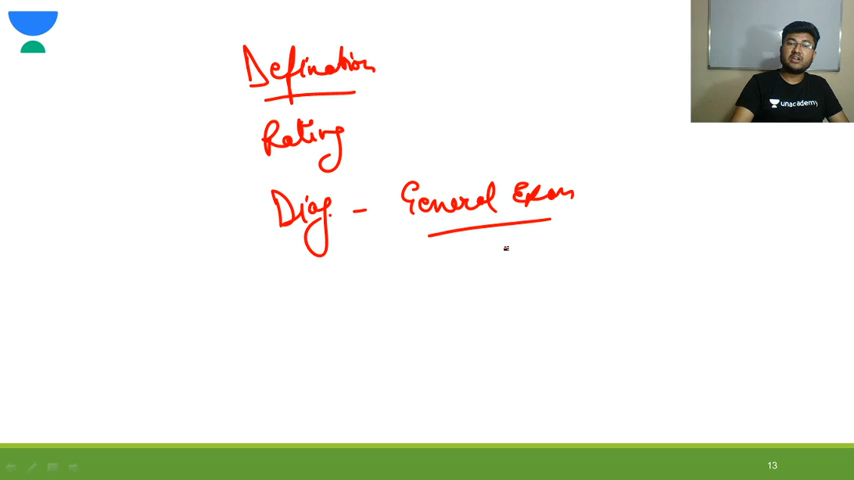 Defination
Rating
Diag. - General Exam
unacademy
13